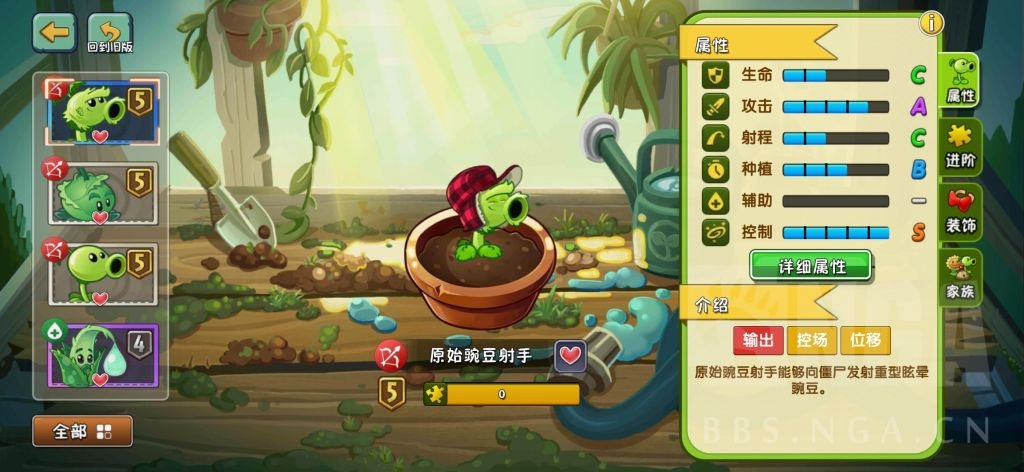 回到旧版
5
5
5
4
全部
原始豌豆射手
5
0
i
属性
生命 C
攻击 A
射程 C
种植 B
辅助 -
控制 S
详细属性
介绍
输出 控场 位移
原始豌豆射手能够向僵尸发射重型眩晕
豌豆。
属性
进阶
装饰
家族
BBS.NGA.CN